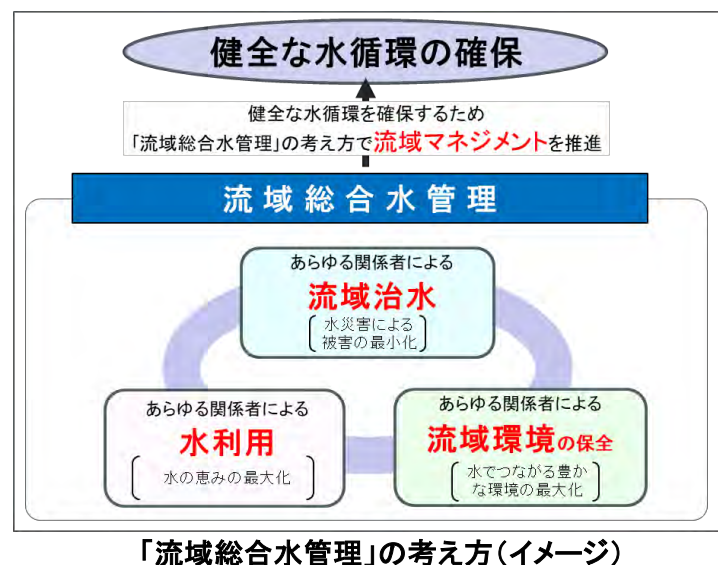 健全な水循環の確保
健全な水循環を確保するため
「流域総合水管理」の考え方で流域マネジメントを推進
流域総合水管理
あらゆる関係者による
流域治水
水災害による
被害の最小化
あらゆる関係者による
水利用
水の恵みの最大化
あらゆる関係者による
流域環境の保全
水でつながる豊か
な環境の最大化
「流域総合水管理」の考え方(イメージ)